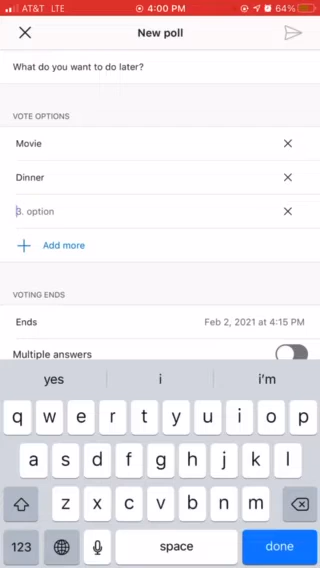 AT&T LTE 4:00 PM 64%
New poll
What do you want to do later?
VOTE OPTIONS
Movie
Dinner
3. option
Add more
VOTING ENDS
Ends Feb 2, 2021 at 4:15 PM
Multiple answers
yes i i'm
q w e r t y u i o p
a s d f g h j k l
z x c v b n m
123 space done